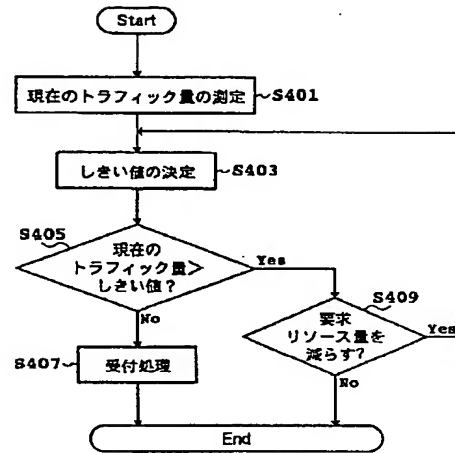 Start
現在のトラフィック量の測定
S401
しきい値の決定
S403
S405
現在の
トラフィック量>
しきい値?
Yes
No
S409
要求
リソース量を
減らす?
Yes
No
S407
受付処理
End